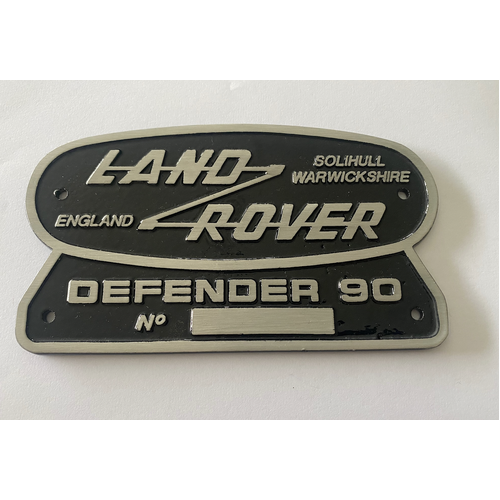 LAND
SOLIHULL
WARWICKSHIRE
ENGLAND
ROVER
DEFENDER 90
Nº